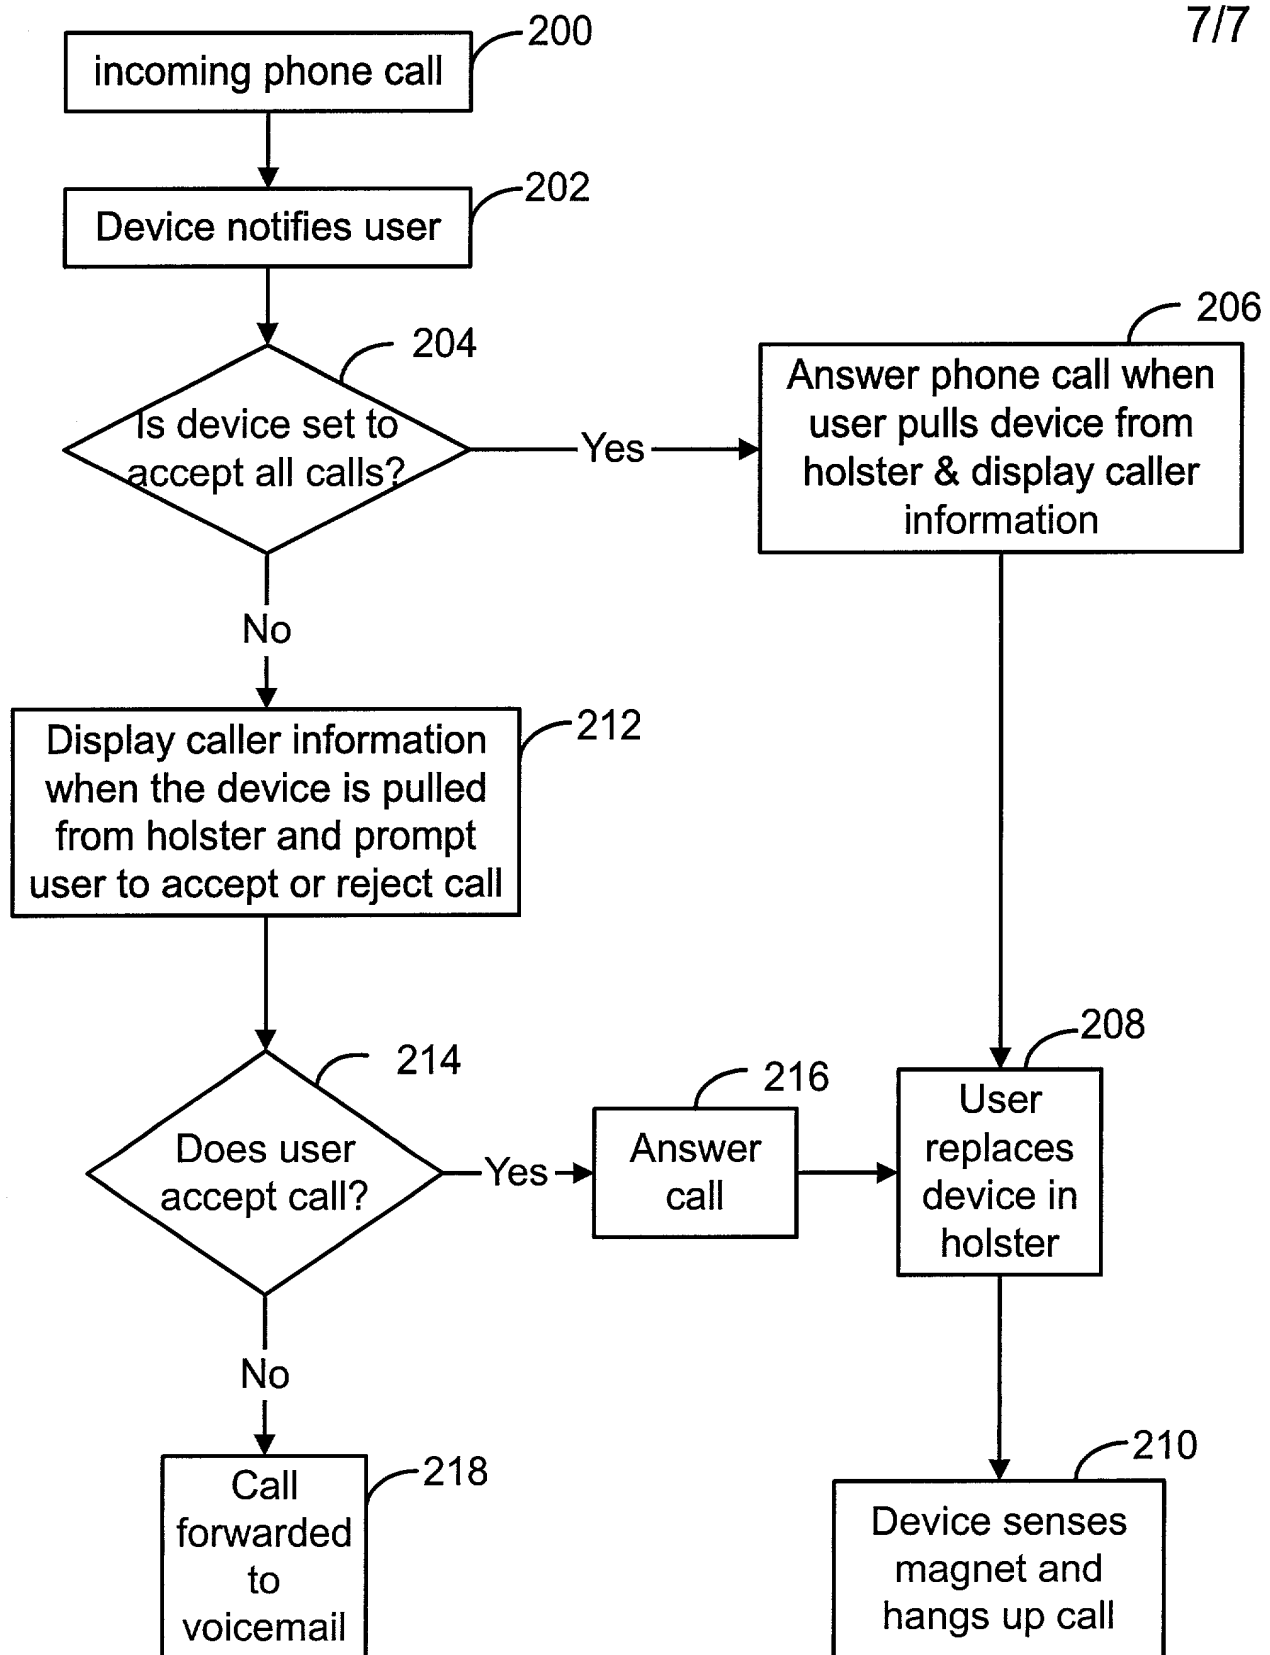 7/7
200
incoming phone call
202
Device notifies user
204
Is device set to
accept all calls?
Yes
206
Answer phone call when
user pulls device from
holster & display caller
information
No
212
Display caller information
when the device is pulled
from holster and prompt
user to accept or reject call
214
Does user
accept call?
Yes
216
Answer
call
208
User
replaces
device in
holster
No
218
Call
forwarded
to
voicemail
210
Device senses
magnet and
hangs up call